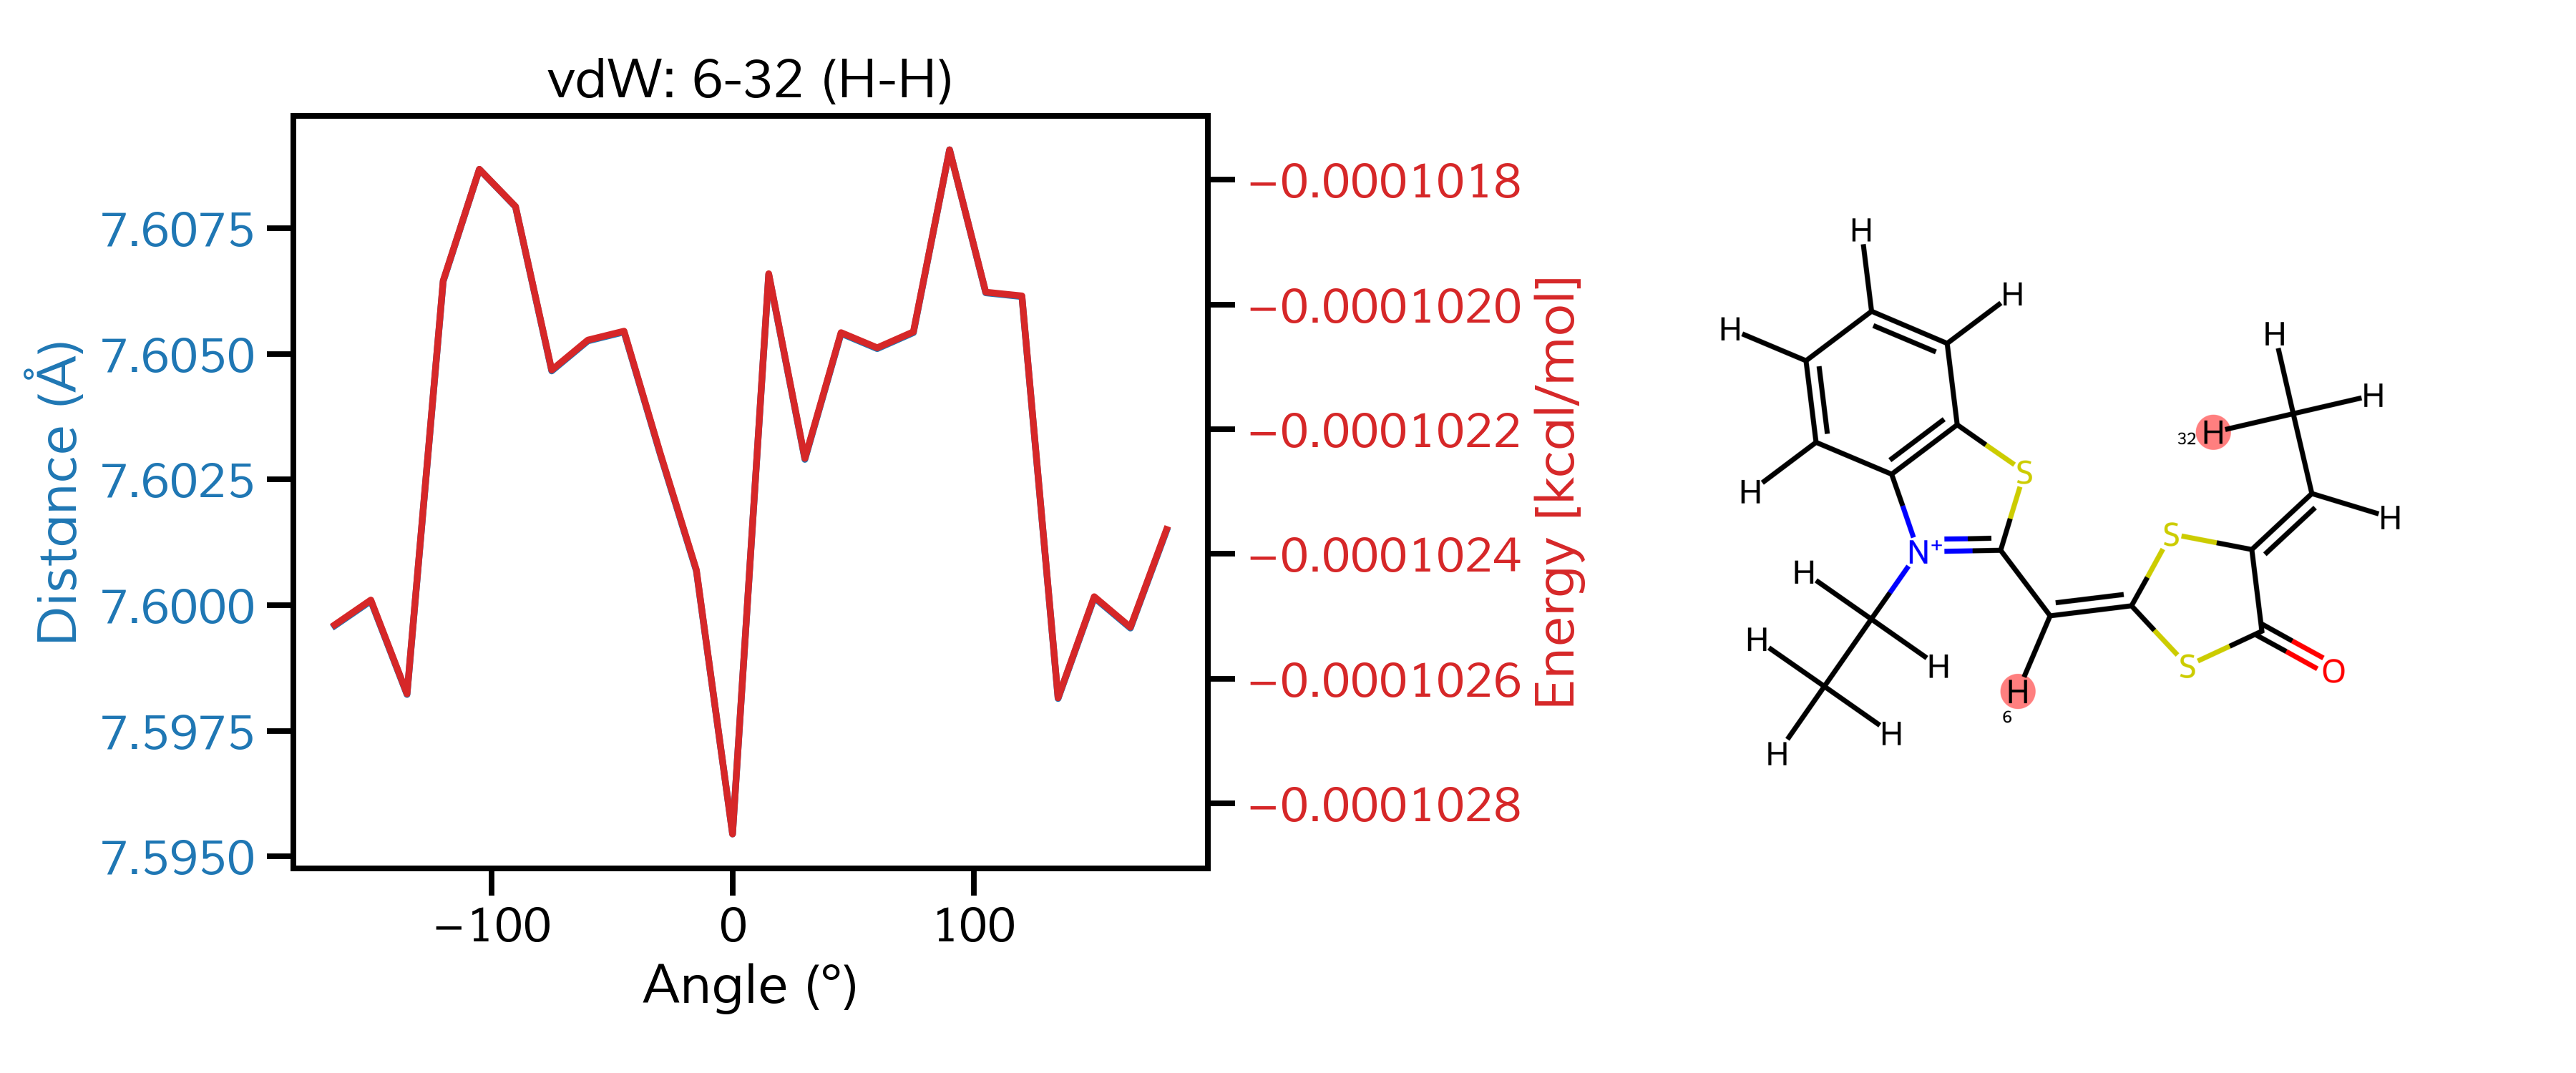 vdW: 6-32 (H-H)
Distance (Å)
7.6075
7.6050
7.6025
7.6000
7.5975
7.5950
−100
0
100
Angle (°)
−0.0001018
−0.0001020
−0.0001022
−0.0001024
−0.0001026
−0.0001028
Energy [kcal/mol]
H
H
H
H
H
H
32 H
H
S
H
S
N+
H
H
H
S
O
H
6
H
H